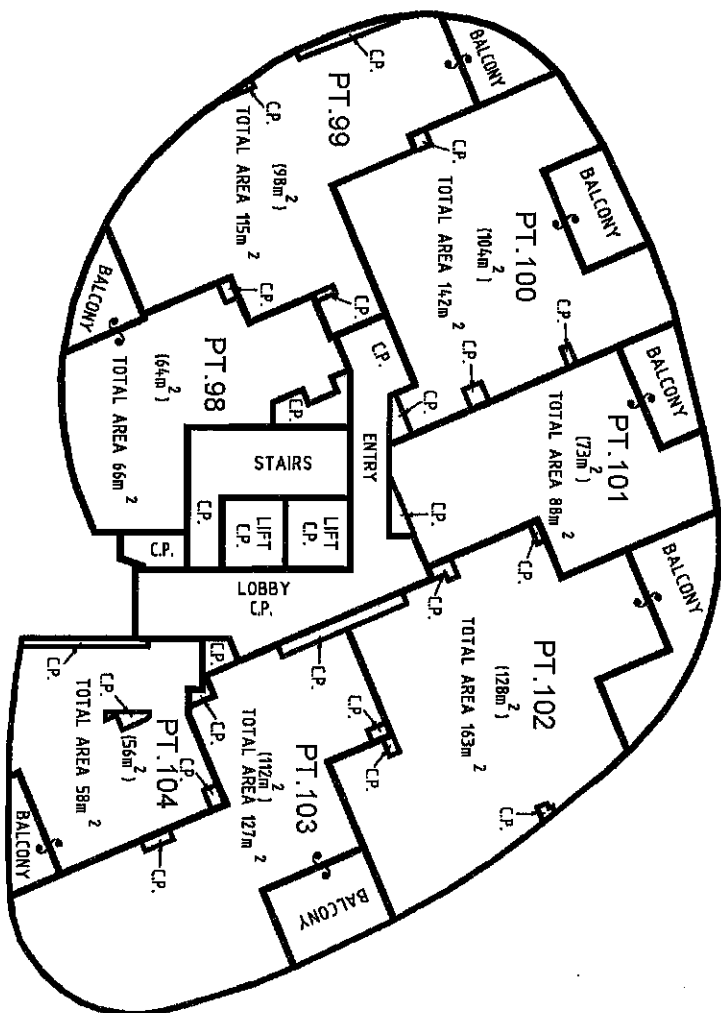 BALCONY
C.P.
PT.99
C.P.
(98m²)
TOTAL AREA 115m²
BALCONY
C.P.
PT.100
(104m²)
TOTAL AREA 142m²
C.P.
C.P.
BALCONY
C.P.
C.P.
C.P.
C.P.
BALCONY
PT.98
(64m²)
TOTAL AREA 66m²
C.P.
BALCONY
PT.101
(73m²)
TOTAL AREA 88m²
C.P.
C.P.
ENTRY
STAIRS
C.P.
LIFT
C.P.
LIFT
C.P.
C.P.
LOBBY
C.P.
C.P.
BALCONY
PT.102
(128m²)
TOTAL AREA 163m²
C.P.
C.P.
C.P.
C.P.
C.P.
C.P.
PT.103
(112m²)
TOTAL AREA 127m²
BALCONY
C.P.
C.P.
C.P.
PT.104
(56m²)
TOTAL AREA 58m²
C.P.
C.P.
BALCONY